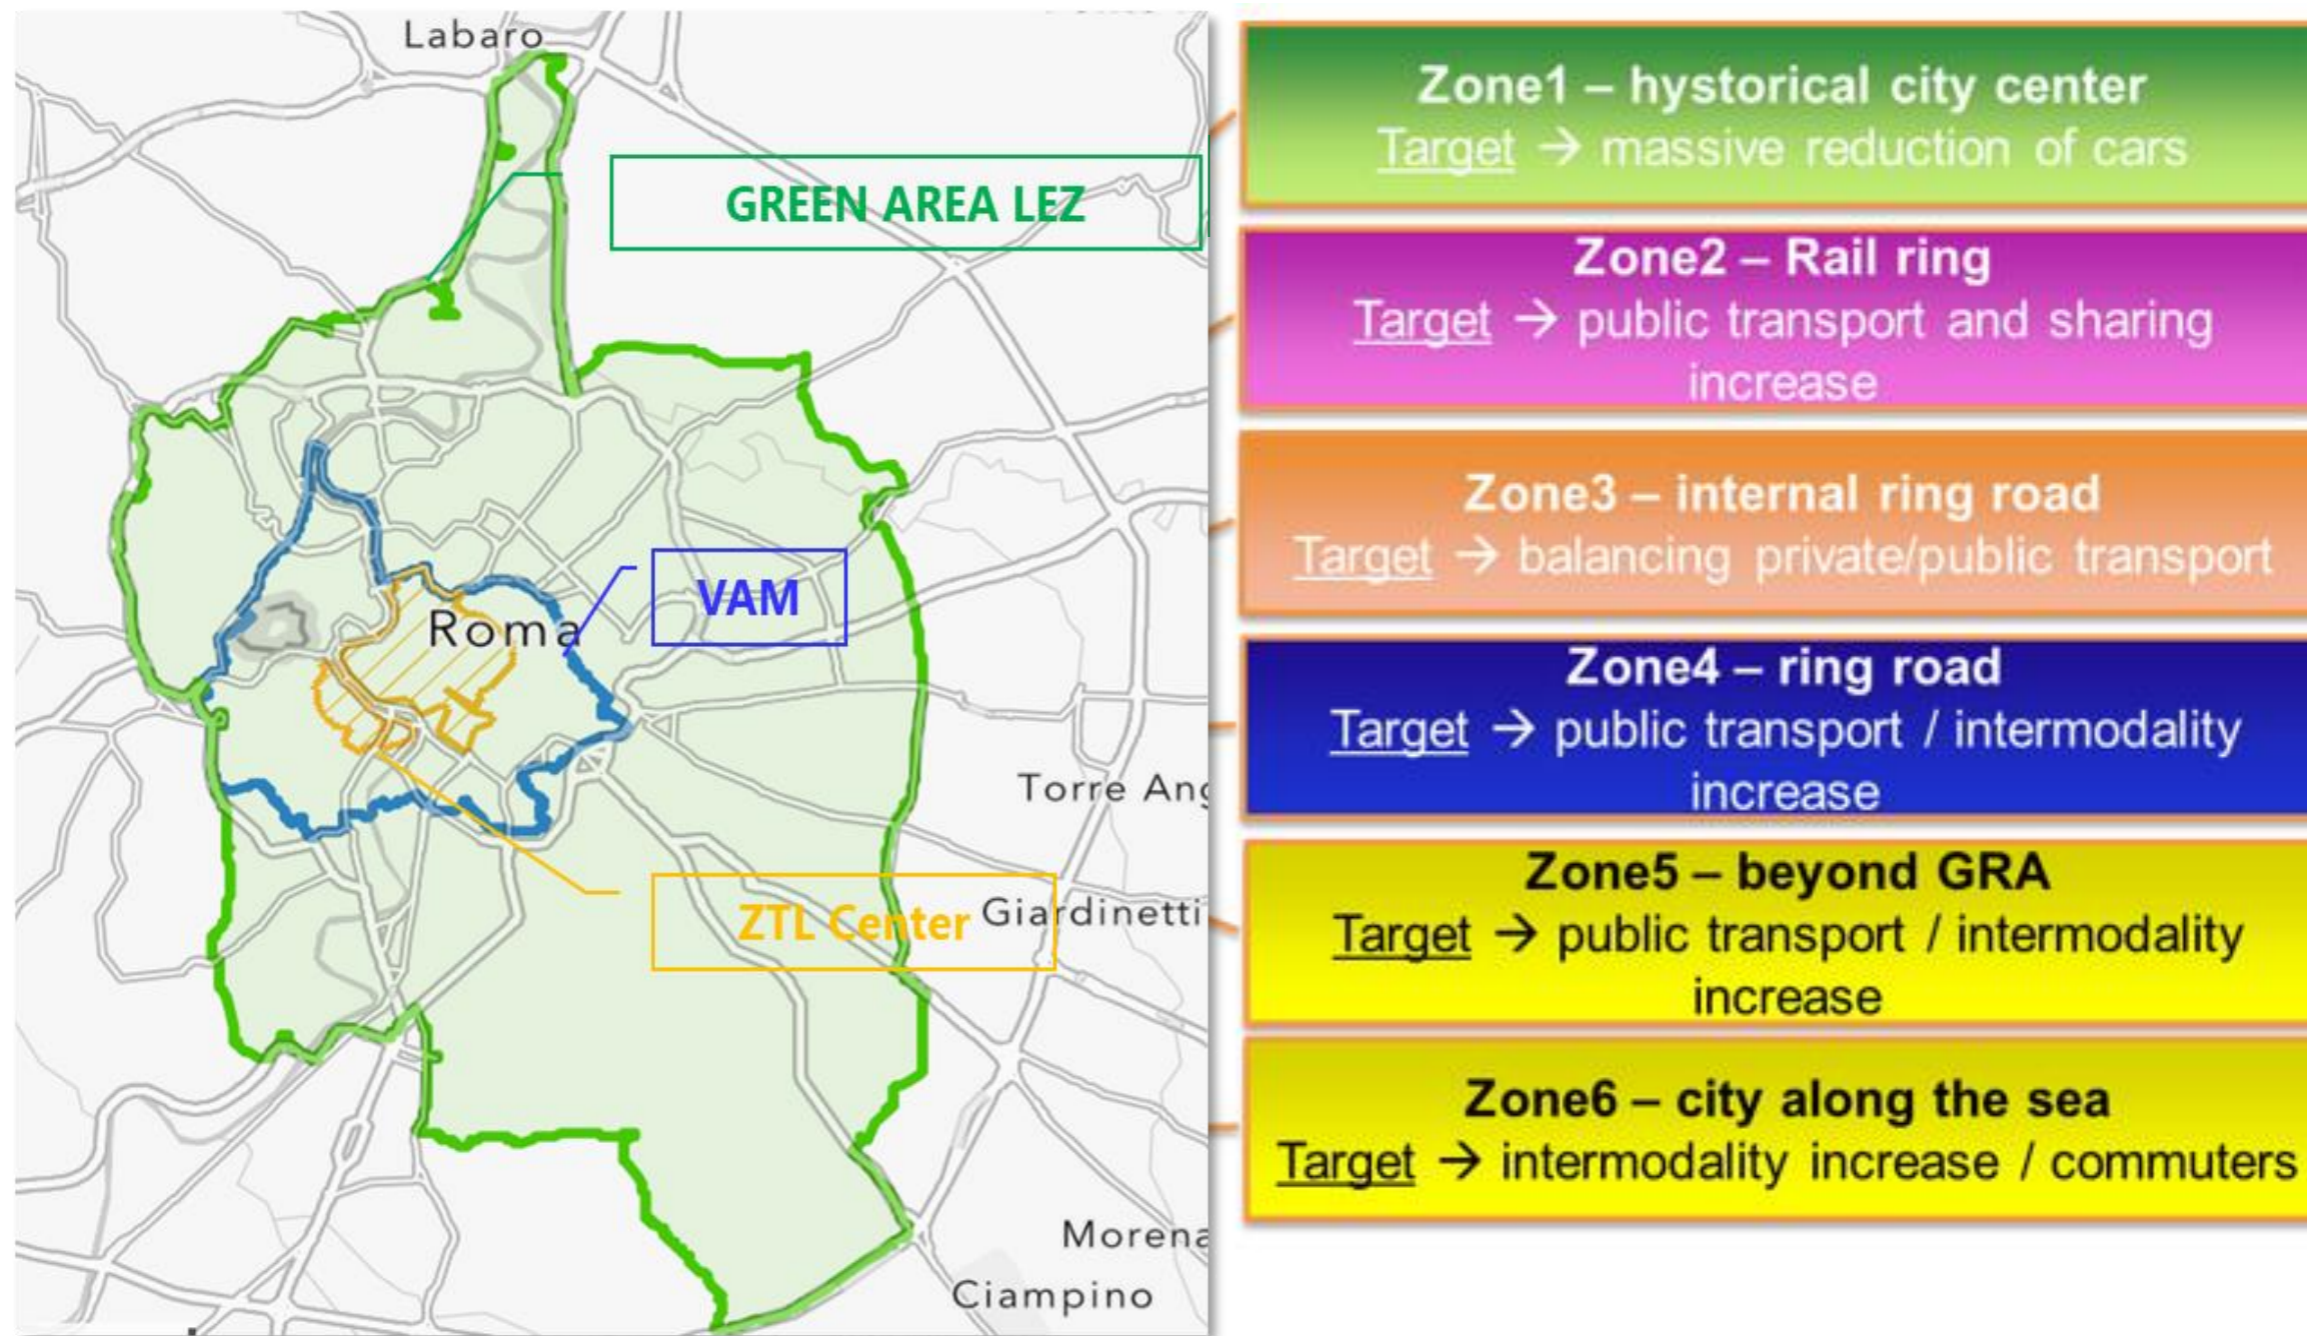 Labaro
GREEN AREA LEZ
VAM
Roma
Torre Ang
ZTL Center
Giardinetti
Morena
Ciampino
Zone1 – hystorical city center
Target → massive reduction of cars
Zone2 – Rail ring
Target → public transport and sharing
increase
Zone3 – internal ring road
Target → balancing private/public transport
Zone4 – ring road
Target → public transport / intermodality
increase
Zone5 – beyond GRA
Target → public transport / intermodality
increase
Zone6 – city along the sea
Target → intermodality increase / commuters